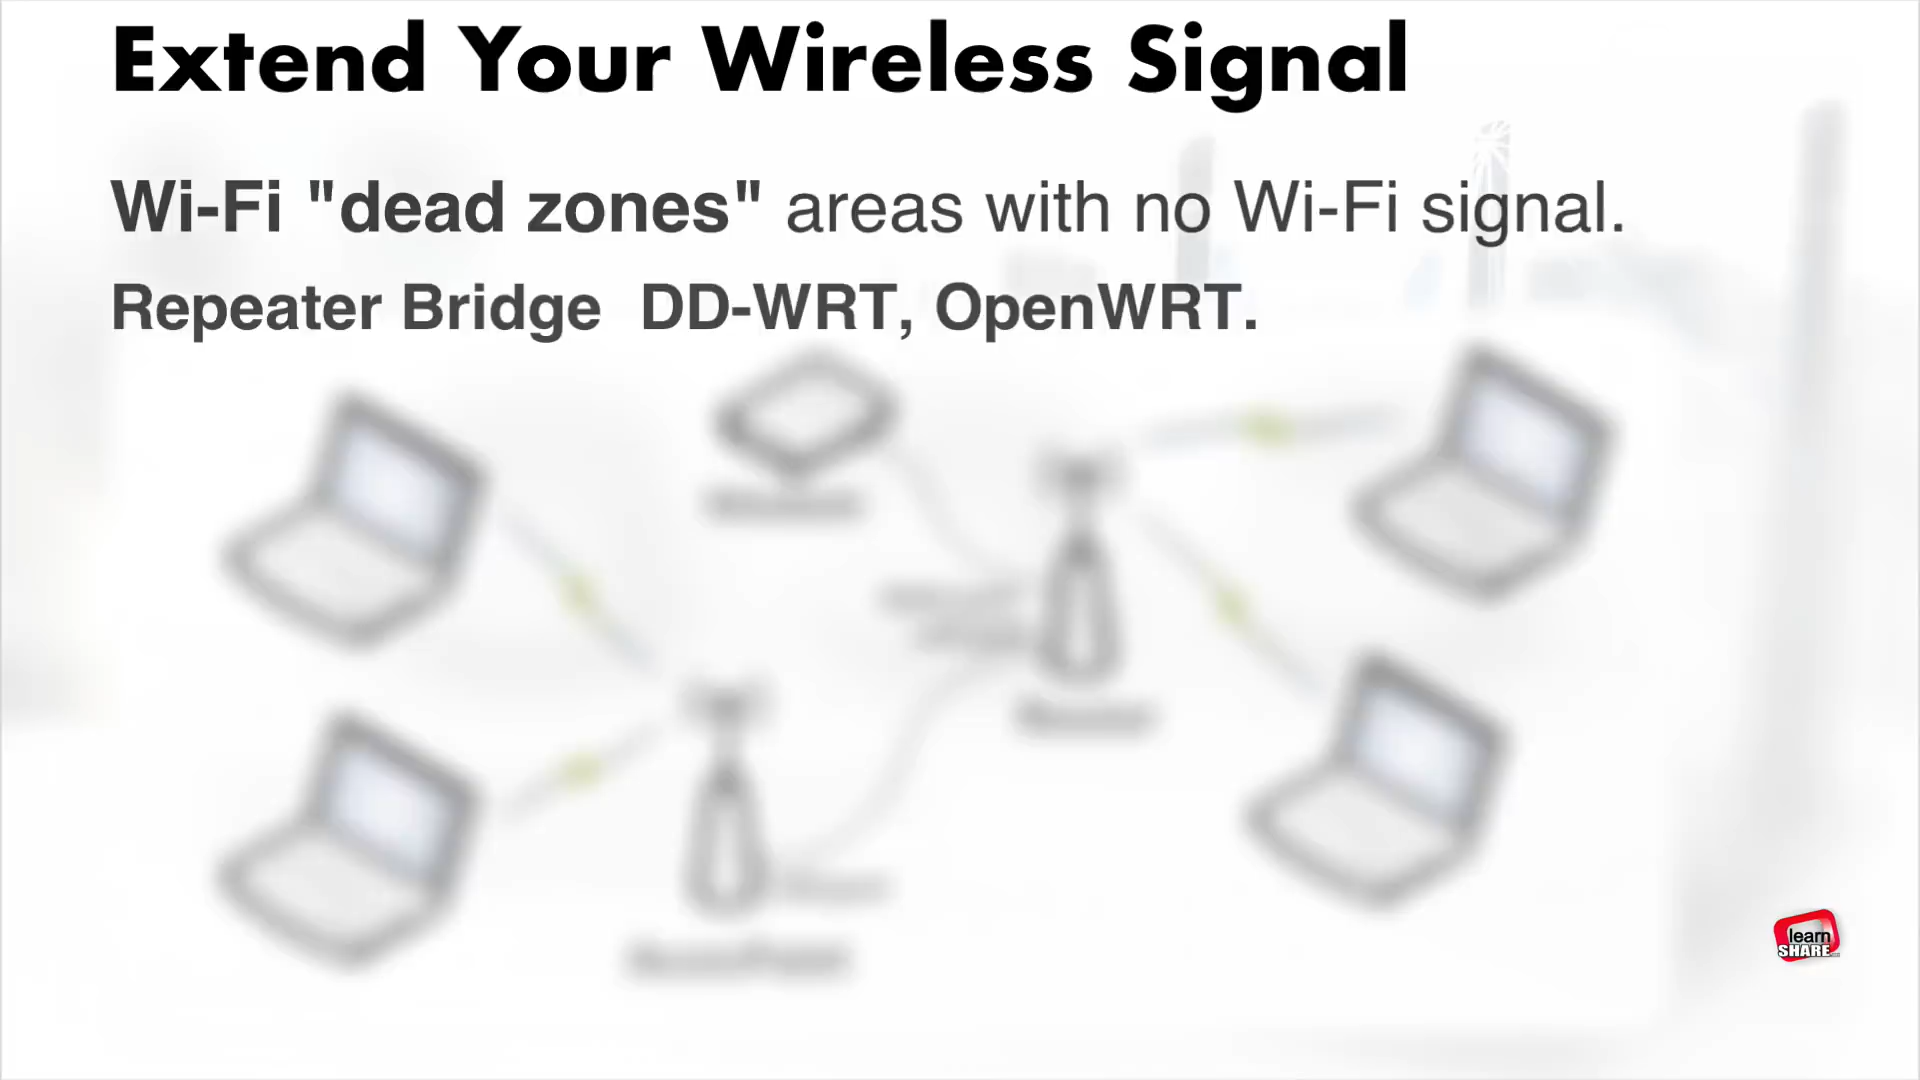 Extend Your Wireless Signal
Wi-Fi "dead zones" areas with no Wi-Fi signal.
Repeater Bridge DD-WRT, OpenWRT.
learn
SHARE